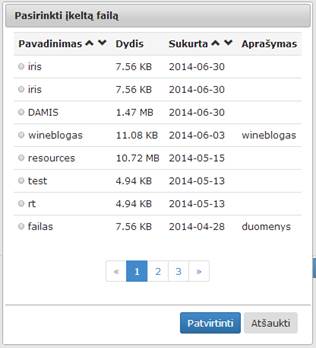 Pasirinkti įkeltą failą
Pavadinimas Dydis Sukurta Aprašymas
iris 7.56 KB 2014-06-30
iris 7.56 KB 2014-06-30
DAMIS 1.47 MB 2014-06-30
wineblogas 11.08 KB 2014-06-03 wineblogas
resources 10.72 MB 2014-05-15
test 4.94 KB 2014-05-13
rt 4.94 KB 2014-05-13
failas 7.56 KB 2014-04-28 duomenys
« 1 2 3 »
Patvirtinti Atšaukti